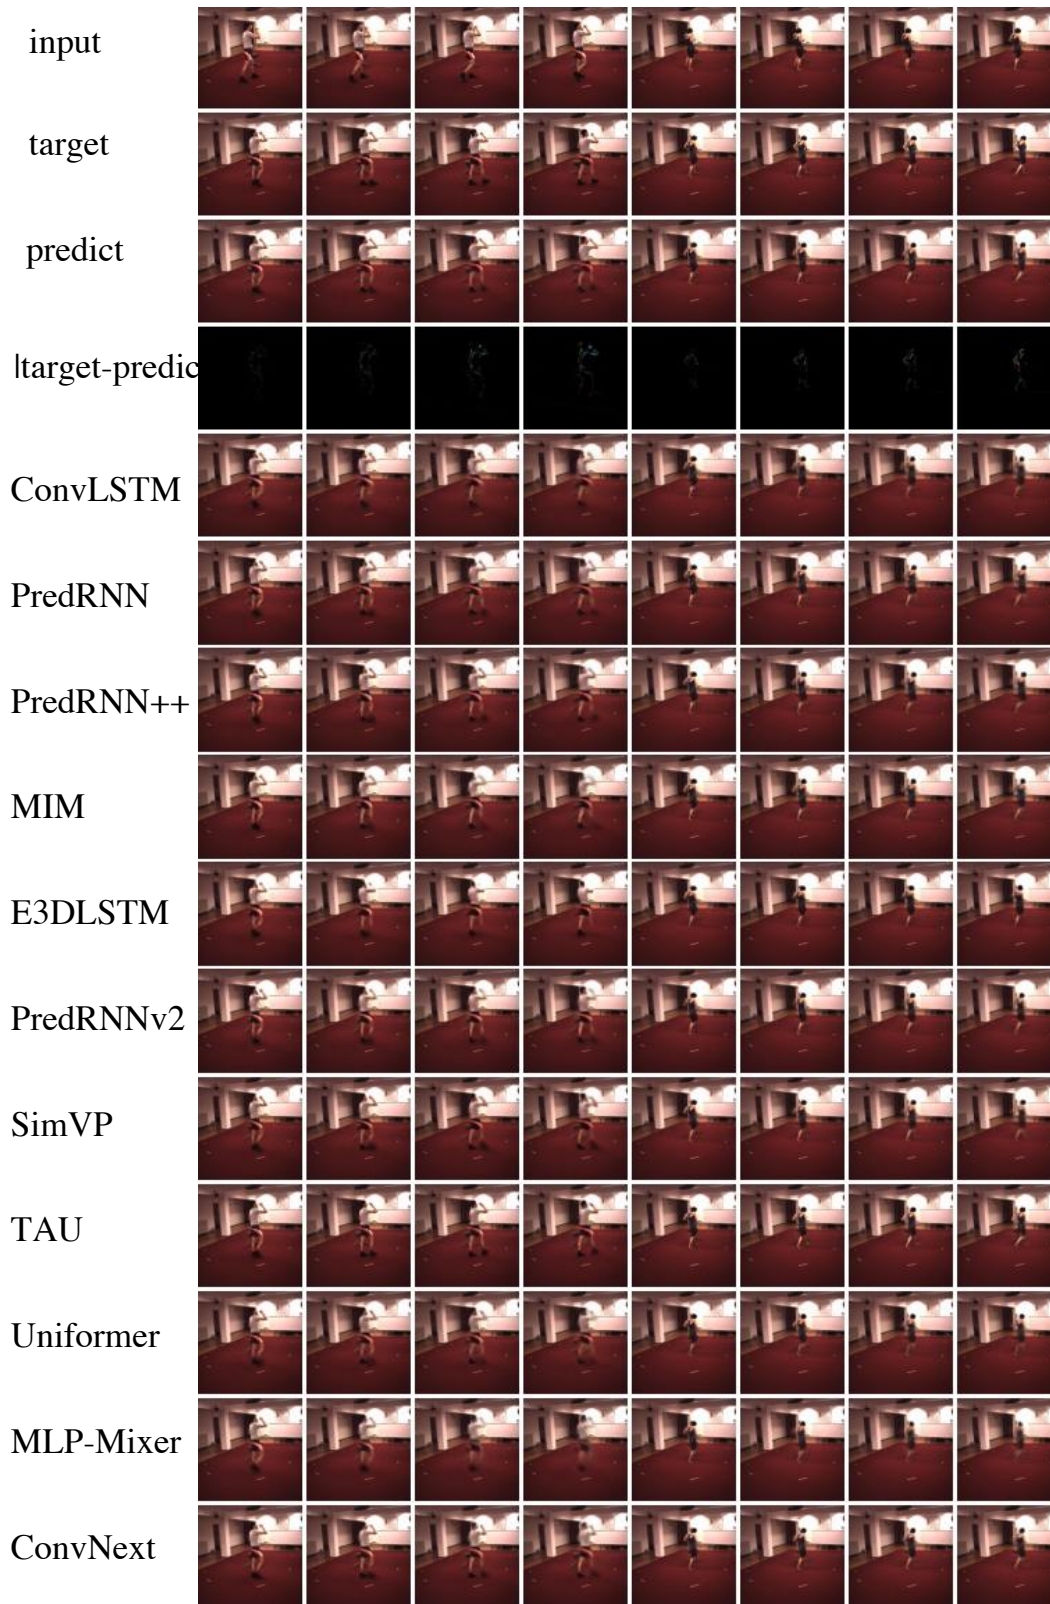 input
target
predict
|target-predic
ConvLSTM
PredRNN
PredRNN++
MIM
E3DLSTM
PredRNNv2
SimVP
TAU
Uniformer
MLP-Mixer
ConvNext